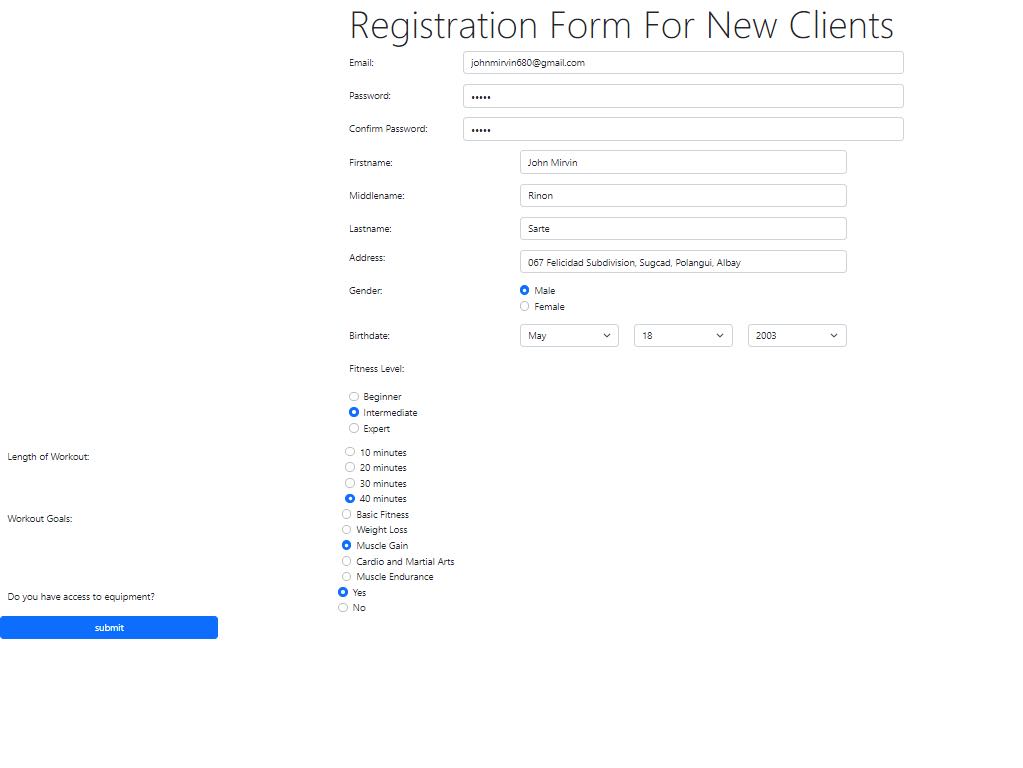 Registration Form For New Clients
Email: johnmirvin680@gmail.com
Password: •••••
Confirm Password: •••••
Firstname: John Mirvin
Middlename: Rinon
Lastname: Sarte
Address: 067 Felicidad Subdivision, Sugcad, Polangui, Albay
Gender: Male
Female
Birthdate: May 18 2003
Fitness Level:
Beginner
Intermediate
Expert
Length of Workout: 10 minutes
20 minutes
30 minutes
40 minutes
Workout Goals: Basic Fitness
Weight Loss
Muscle Gain
Cardio and Martial Arts
Muscle Endurance
Do you have access to equipment? Yes
No
submit